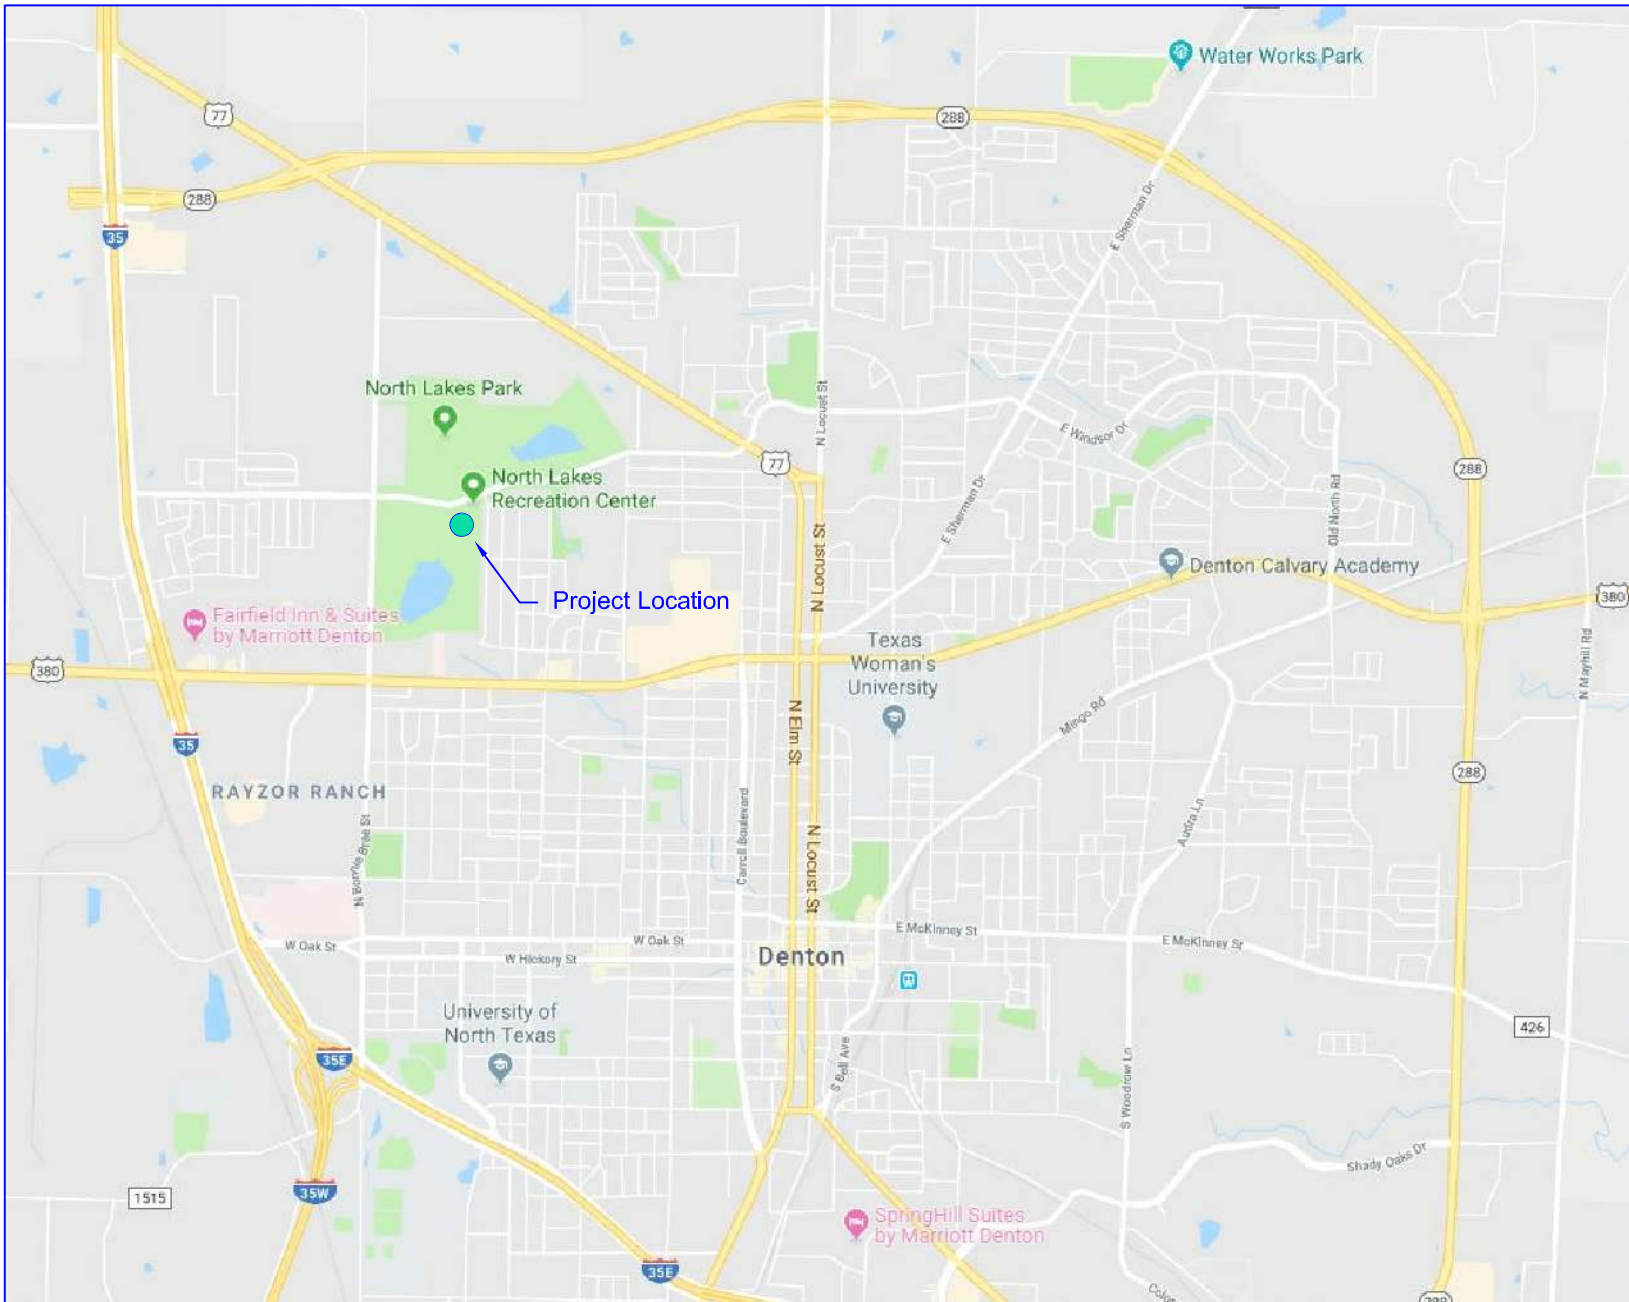 Water Works Park
77
288
288
35
E Sherman Dr
North Lakes Park
N Locust St
E Windsor Dr
77
288
North Lakes
Recreation Center
E Sherman Dr
Old North Rd
N Locust St
Denton Calvary Academy
380
Project Location
Fairfield Inn & Suites
by Marriott Denton
Texas
Woman's
University
N Mayhill Rd
380
N Elm St
Mingo Rd
35
288
RAYZOR RANCH
Carroll Boulevard
Audra Ln
N Bonnie Brae St
N Locust St
W Oak St
W Oak St
E McKinney St
E McKinney St
W Hickory St
Denton
University of
North Texas
426
35E
S Bell Ave
S Woodrow Ln
Shady Oaks Dr
1515
35W
SpringHill Suites
by Marriott Denton
35E
288